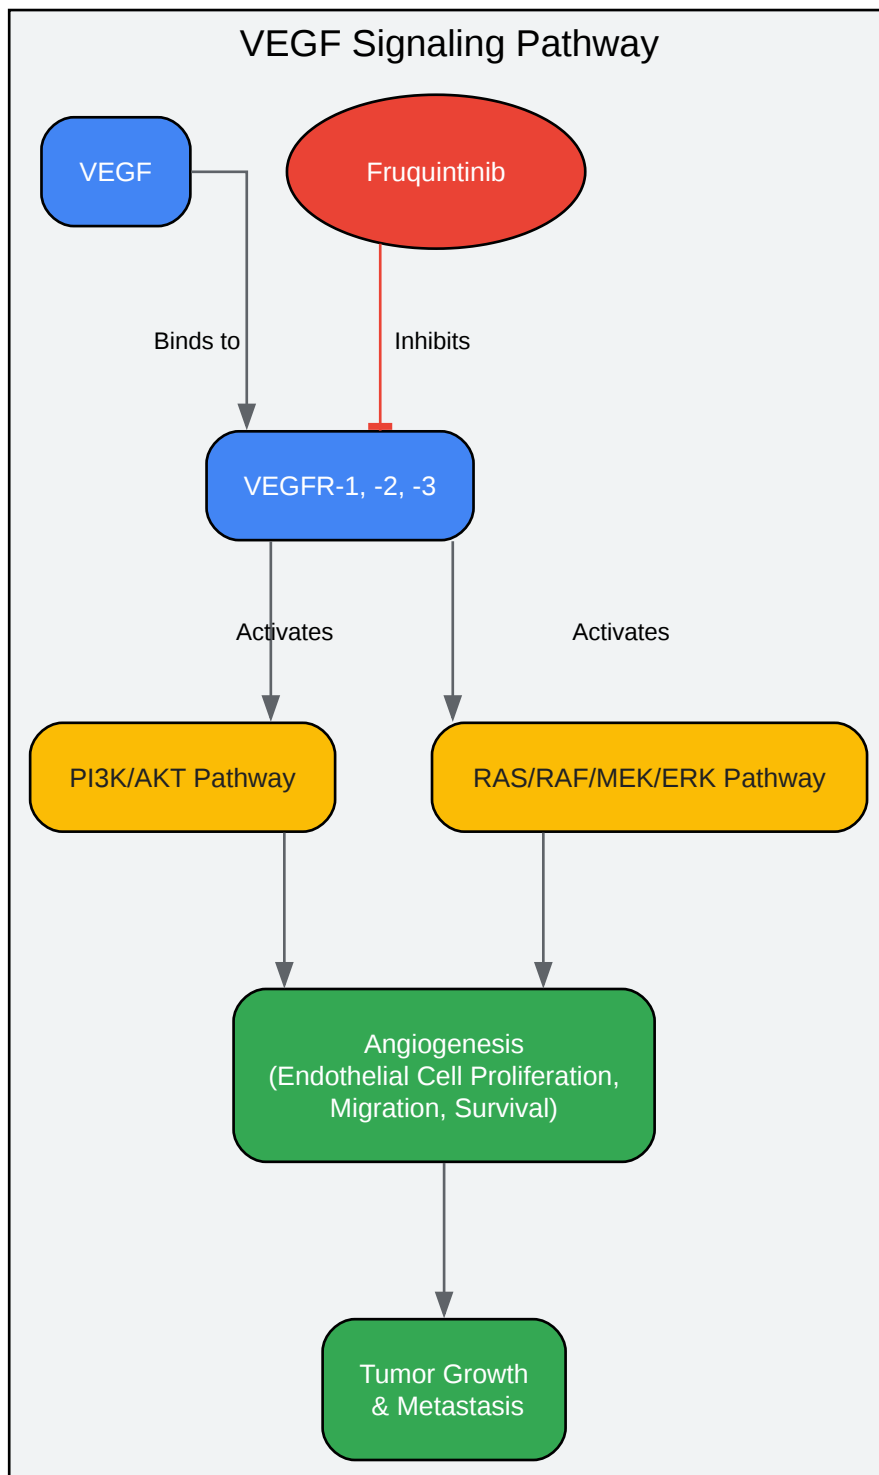 VEGF Signaling Pathway
VEGF
Fruquintinib
Binds to
Inhibits
VEGFR-1, -2, -3
Activates
Activates
PI3K/AKT Pathway
RAS/RAF/MEK/ERK Pathway
Angiogenesis
(Endothelial Cell Proliferation,
Migration, Survival)
Tumor Growth
& Metastasis